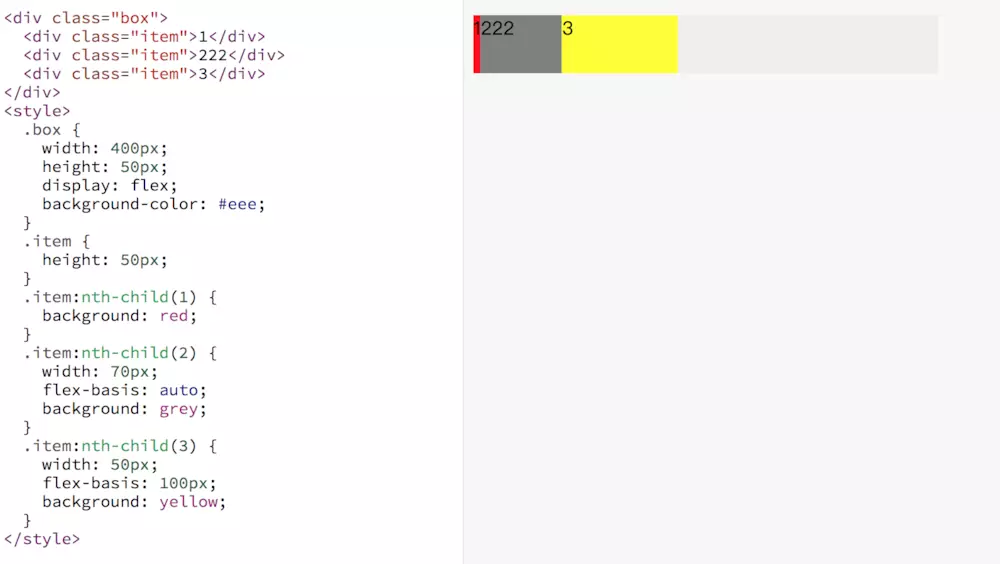 <div class="box">
  <div class="item">1</div>
  <div class="item">222</div>
  <div class="item">3</div>
</div>
<style>
  .box {
    width: 400px;
    height: 50px;
    display: flex;
    background-color: #eee;
  }
  .item {
    height: 50px;
  }
  .item:nth-child(1) {
    background: red;
  }
  .item:nth-child(2) {
    width: 70px;
    flex-basis: auto;
    background: grey;
  }
  .item:nth-child(3) {
    width: 50px;
    flex-basis: 100px;
    background: yellow;
  }
</style>
1222 3